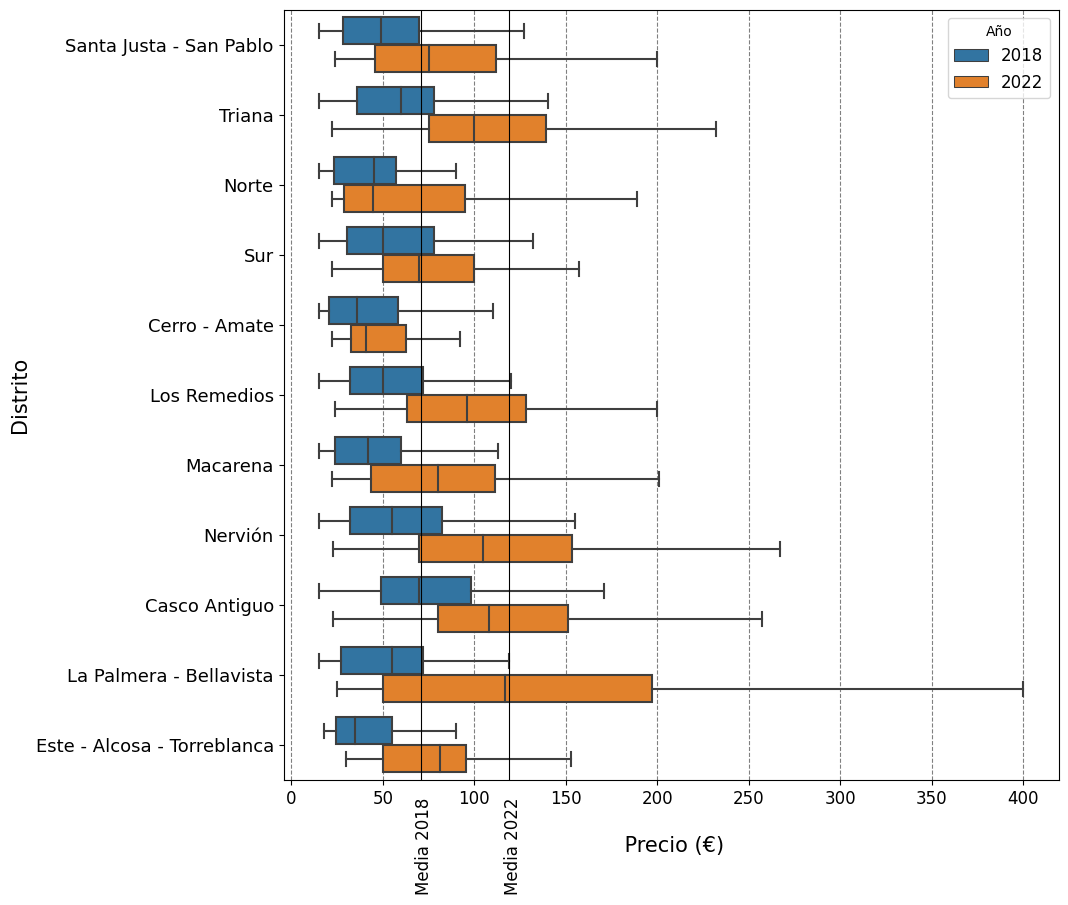 Año
2018
2022
Santa Justa - San Pablo
Triana
Norte
Sur
Cerro - Amate
Los Remedios
Macarena
Nervión
Casco Antiguo
La Palmera - Bellavista
Este - Alcosa - Torreblanca
Distrito
0 50 100 150 200 250 300 350 400
Media 2018
Media 2022
Precio (€)